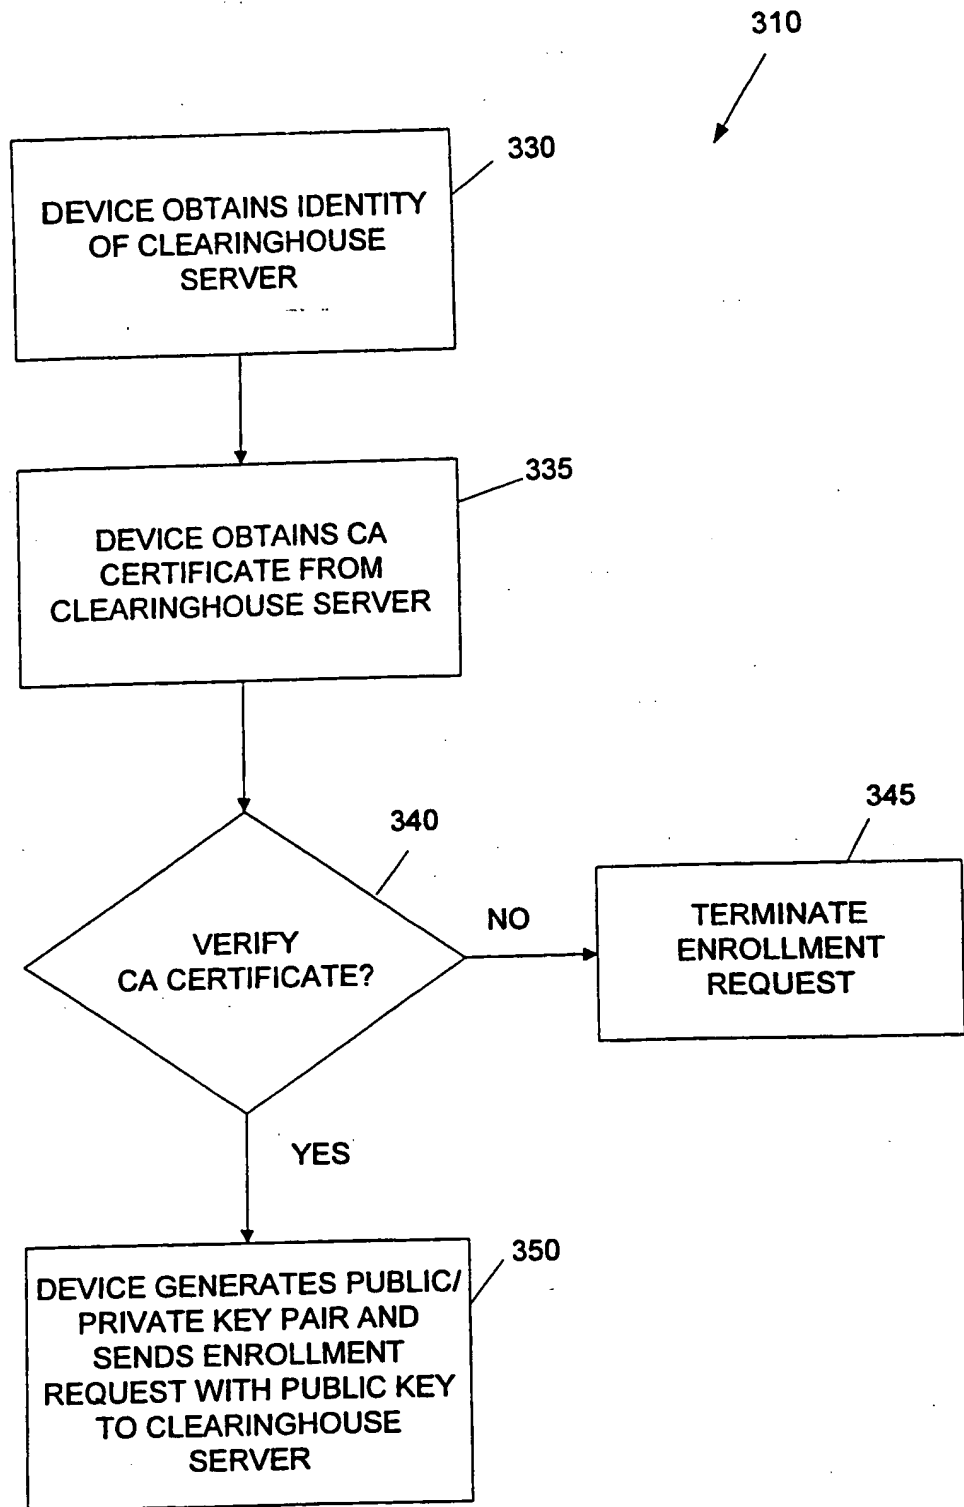 310
330
DEVICE OBTAINS IDENTITY
OF CLEARINGHOUSE
SERVER
335
DEVICE OBTAINS CA
CERTIFICATE FROM
CLEARINGHOUSE SERVER
340
VERIFY
CA CERTIFICATE?
NO
345
TERMINATE
ENROLLMENT
REQUEST
YES
350
DEVICE GENERATES PUBLIC/
PRIVATE KEY PAIR AND
SENDS ENROLLMENT
REQUEST WITH PUBLIC KEY
TO CLEARINGHOUSE
SERVER